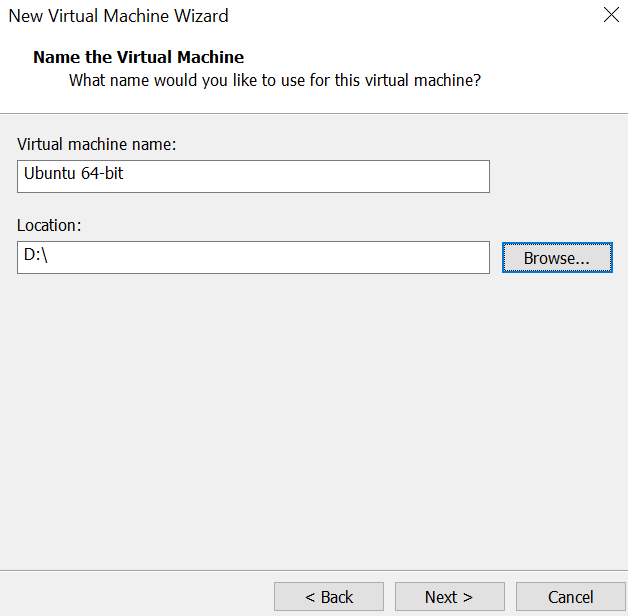 New Virtual Machine Wizard
Name the Virtual Machine
What name would you like to use for this virtual machine?
Virtual machine name:
Ubuntu 64-bit
Location:
D:\
Browse...
< Back
Next >
Cancel